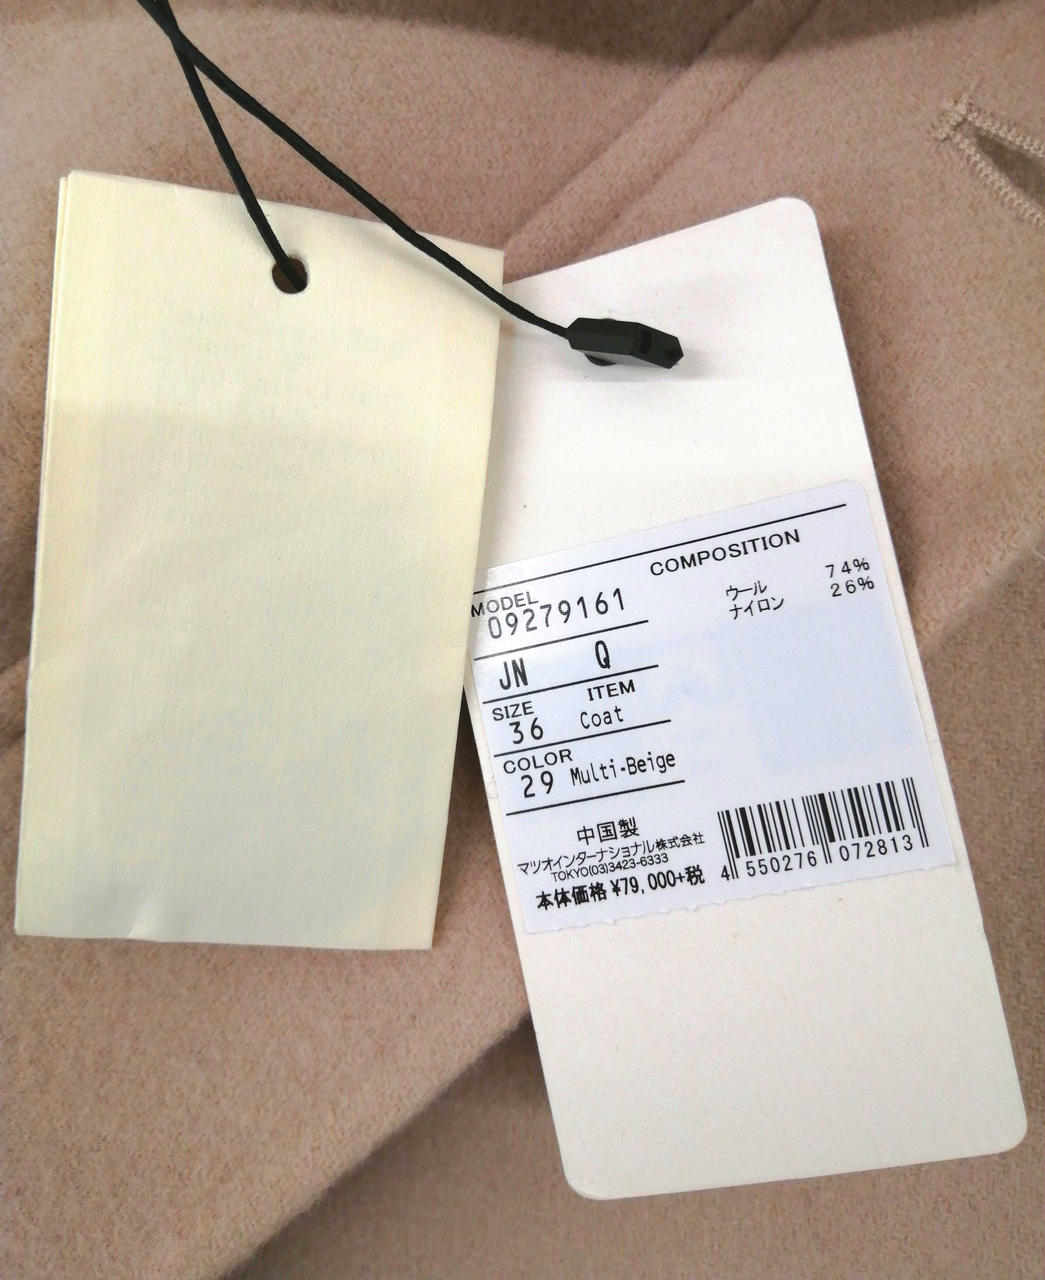 COMPOSITION
MODEL
09279161
ウール 74%
ナイロン 26%
JN Q
SIZE ITEM
36 Coat
COLOR
29 Multi-Beige
中国製
マツオインターナショナル株式会社
TOKYO(03)3423-6333
本体価格 ¥79,000+税
4 550276 072813